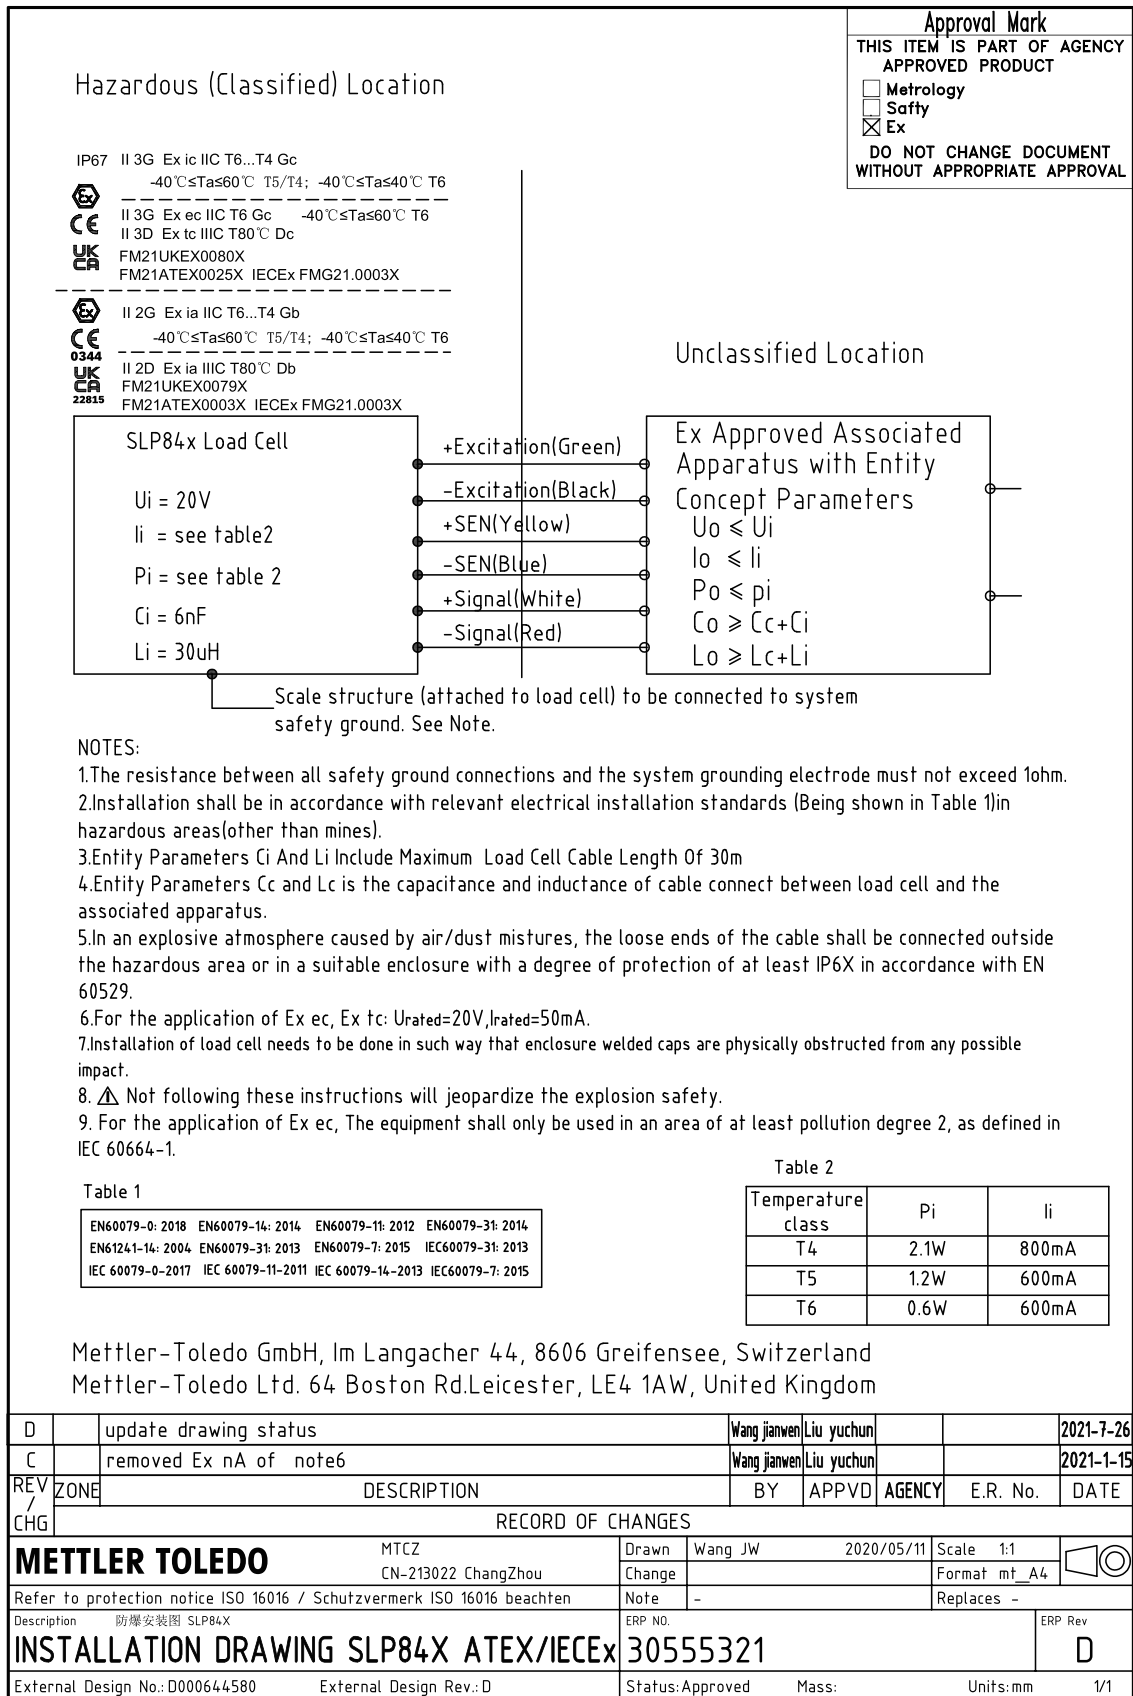 Approval Mark
THIS ITEM IS PART OF AGENCY
APPROVED PRODUCT
Metrology
Safty
Ex
DO NOT CHANGE DOCUMENT
WITHOUT APPROPRIATE APPROVAL
Hazardous (Classified) Location
IP67 II 3G Ex ic IIC T6...T4 Gc
-40℃≤Ta≤60℃ T5/T4; -40℃≤Ta≤40℃ T6
II 3G Ex ec IIC T6 Gc -40℃≤Ta≤60℃ T6
II 3D Ex tc IIIC T80℃ Dc
FM21UKEX0080X
FM21ATEX0025X IECEx FMG21.0003X
Ex
CE
UK
CA
II 2G Ex ia IIC T6...T4 Gb
-40℃≤Ta≤60℃ T5/T4; -40℃≤Ta≤40℃ T6
II 2D Ex ia IIIC T80℃ Db
FM21UKEX0079X
FM21ATEX0003X IECEx FMG21.0003X
Ex
CE
0344
UK
CA
22815
Unclassified Location
SLP84x Load Cell
Ui = 20V
Ii = see table2
Pi = see table 2
Ci = 6nF
Li = 30uH
+Excitation(Green)
-Excitation(Black)
+SEN(Yellow)
-SEN(Blue)
+Signal(White)
-Signal(Red)
Ex Approved Associated
Apparatus with Entity
Concept Parameters
Uo ≤ Ui
Io ≤ Ii
Po ≤ pi
Co ≥ Cc+Ci
Lo ≥ Lc+Li
Scale structure (attached to load cell) to be connected to system
safety ground. See Note.
NOTES:
1.The resistance between all safety ground connections and the system grounding electrode must not exceed 1ohm.
2.Installation shall be in accordance with relevant electrical installation standards (Being shown in Table 1)in
hazardous areas(other than mines).
3.Entity Parameters Ci And Li Include Maximum Load Cell Cable Length Of 30m
4.Entity Parameters Cc and Lc is the capacitance and inductance of cable connect between load cell and the
associated apparatus.
5.In an explosive atmosphere caused by air/dust mistures, the loose ends of the cable shall be connected outside
the hazardous area or in a suitable enclosure with a degree of protection of at least IP6X in accordance with EN
60529.
6.For the application of Ex ec, Ex tc: Urated=20V,Irated=50mA.
7.Installation of load cell needs to be done in such way that enclosure welded caps are physically obstructed from any possible
impact.
8. ⚠ Not following these instructions will jeopardize the explosion safety.
9. For the application of Ex ec, The equipment shall only be used in an area of at least pollution degree 2, as defined in
IEC 60664-1.
Table 1
EN60079-0: 2018 EN60079-14: 2014 EN60079-11: 2012 EN60079-31: 2014
EN61241-14: 2004 EN60079-31: 2013 EN60079-7: 2015 IEC60079-31: 2013
IEC 60079-0-2017 IEC 60079-11-2011 IEC 60079-14-2013 IEC60079-7: 2015
Table 2
Temperature class Pi Ii
T4 2.1W 800mA
T5 1.2W 600mA
T6 0.6W 600mA
Mettler-Toledo GmbH, Im Langacher 44, 8606 Greifensee, Switzerland
Mettler-Toledo Ltd. 64 Boston Rd.Leicester, LE4 1AW, United Kingdom
D update drawing status Wang jianwen Liu yuchun 2021-7-26
C removed Ex nA of note6 Wang jianwen Liu yuchun 2021-1-15
REV / CHG ZONE DESCRIPTION BY APPVD AGENCY E.R. No. DATE
RECORD OF CHANGES
METTLER TOLEDO
MTCZ
CN-213022 ChangZhou
Drawn Wang JW 2020/05/11 Scale 1:1
Change Format mt_A4
Refer to protection notice ISO 16016 / Schutzvermerk ISO 16016 beachten Note - Replaces -
Description 防爆安装图 SLP84X ERP NO. ERP Rev
INSTALLATION DRAWING SLP84X ATEX/IECEx 30555321 D
External Design No.: D000644580 External Design Rev.: D Status: Approved Mass: Units: mm 1/1